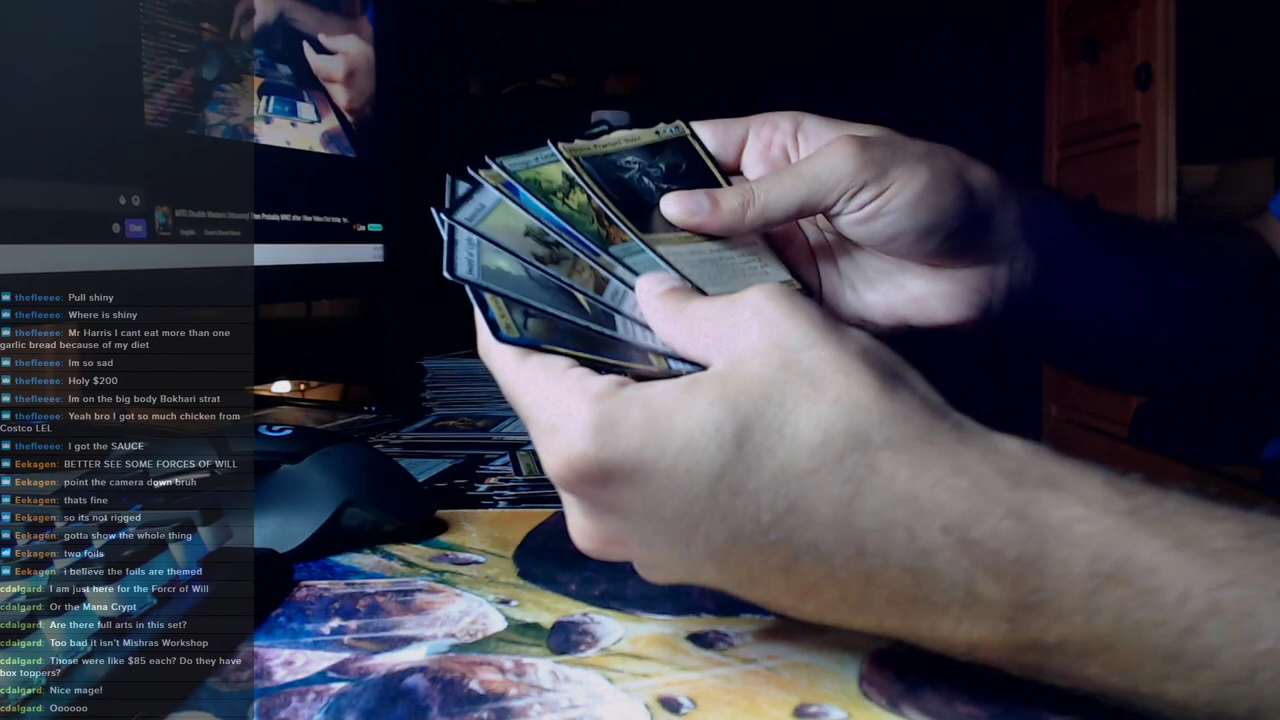 thefleeee: Pull shiny
thefleeee: Where is shiny
thefleeee: Mr Harris I cant eat more than one
garlic bread because of my diet
thefleeee: Im so sad
thefleeee: Holy $200
thefleeee: Im on the big body Bokhari strat
thefleeee: Yeah bro I got so much chicken from
Costco LEL
thefleeee: I got the SAUCE
Eekagen: BETTER SEE SOME FORCES OF WILL
Eekagen: point the camera down bruh
Eekagen: thats fine
Eekagen: so its not rigged
Eekagen: gotta show the whole thing
Eekagen: two foils
Eekagen: i believe the foils are themed
cdalgard: I am just here for the Forcr of Will
cdalgard: Or the Mana Crypt
cdalgard: Are there full arts in this set?
cdalgard: Too bad it isn't Mishras Workshop
cdalgard: Those were like $85 each? Do they have
box toppers?
cdalgard: Nice mage!
cdalgard: Oooooo